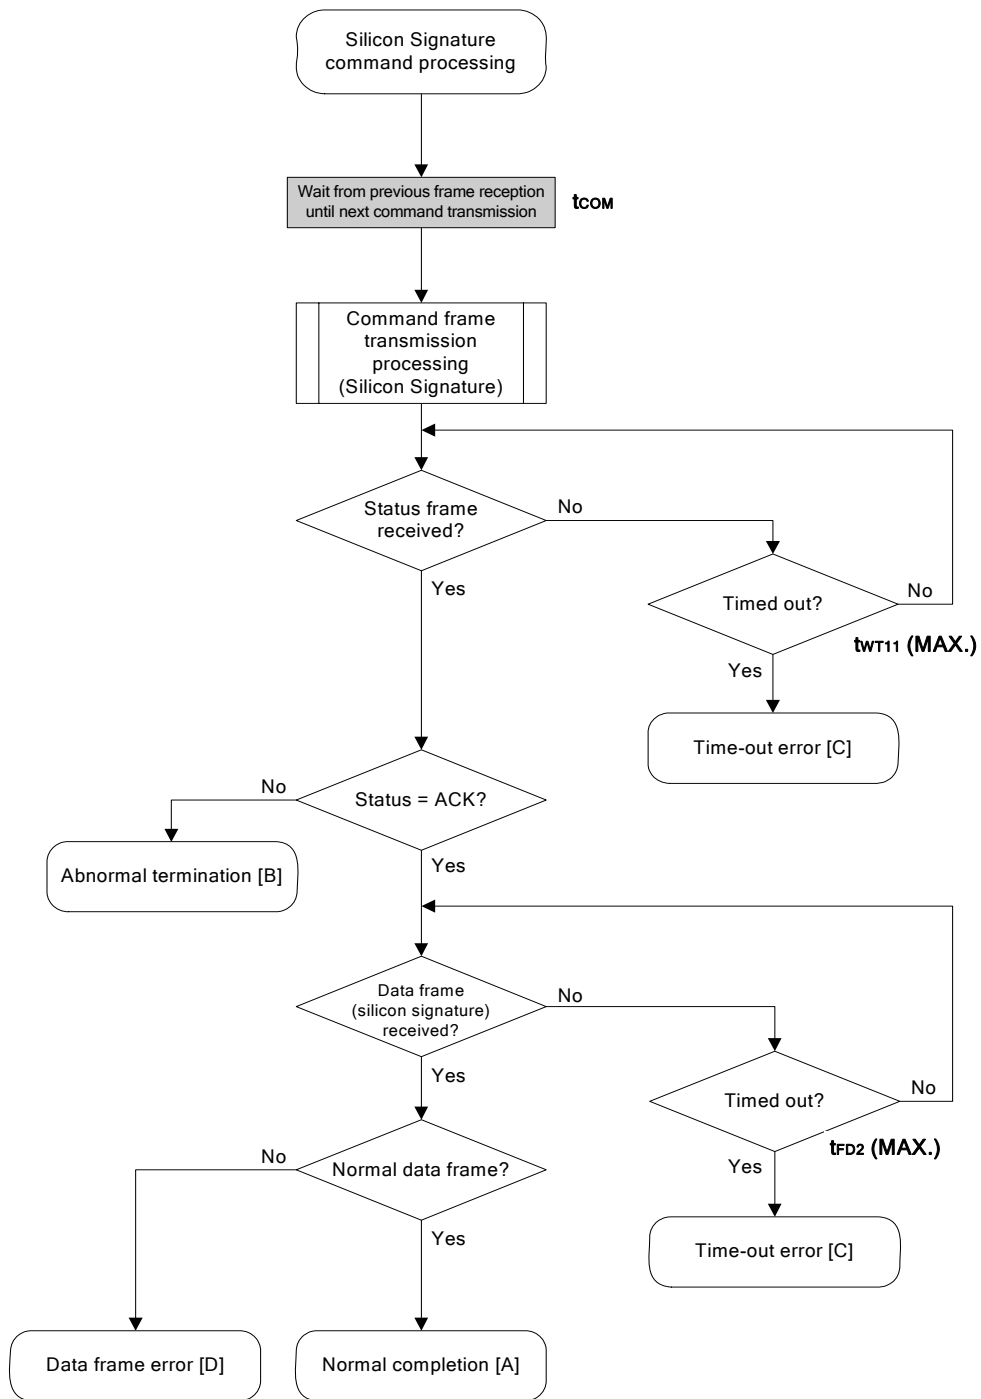 Silicon Signature
command processing
Wait from previous frame reception
until next command transmission
tCOM
Command frame
transmission
processing
(Silicon Signature)
Status frame
received?
No
Yes
Timed out?
No
tWT11 (MAX.)
Yes
Time-out error [C]
Status = ACK?
No
Abnormal termination [B]
Yes
Data frame
(silicon signature)
received?
No
Yes
Timed out?
No
tFD2 (MAX.)
Yes
Time-out error [C]
Normal data frame?
No
Yes
Data frame error [D]
Normal completion [A]